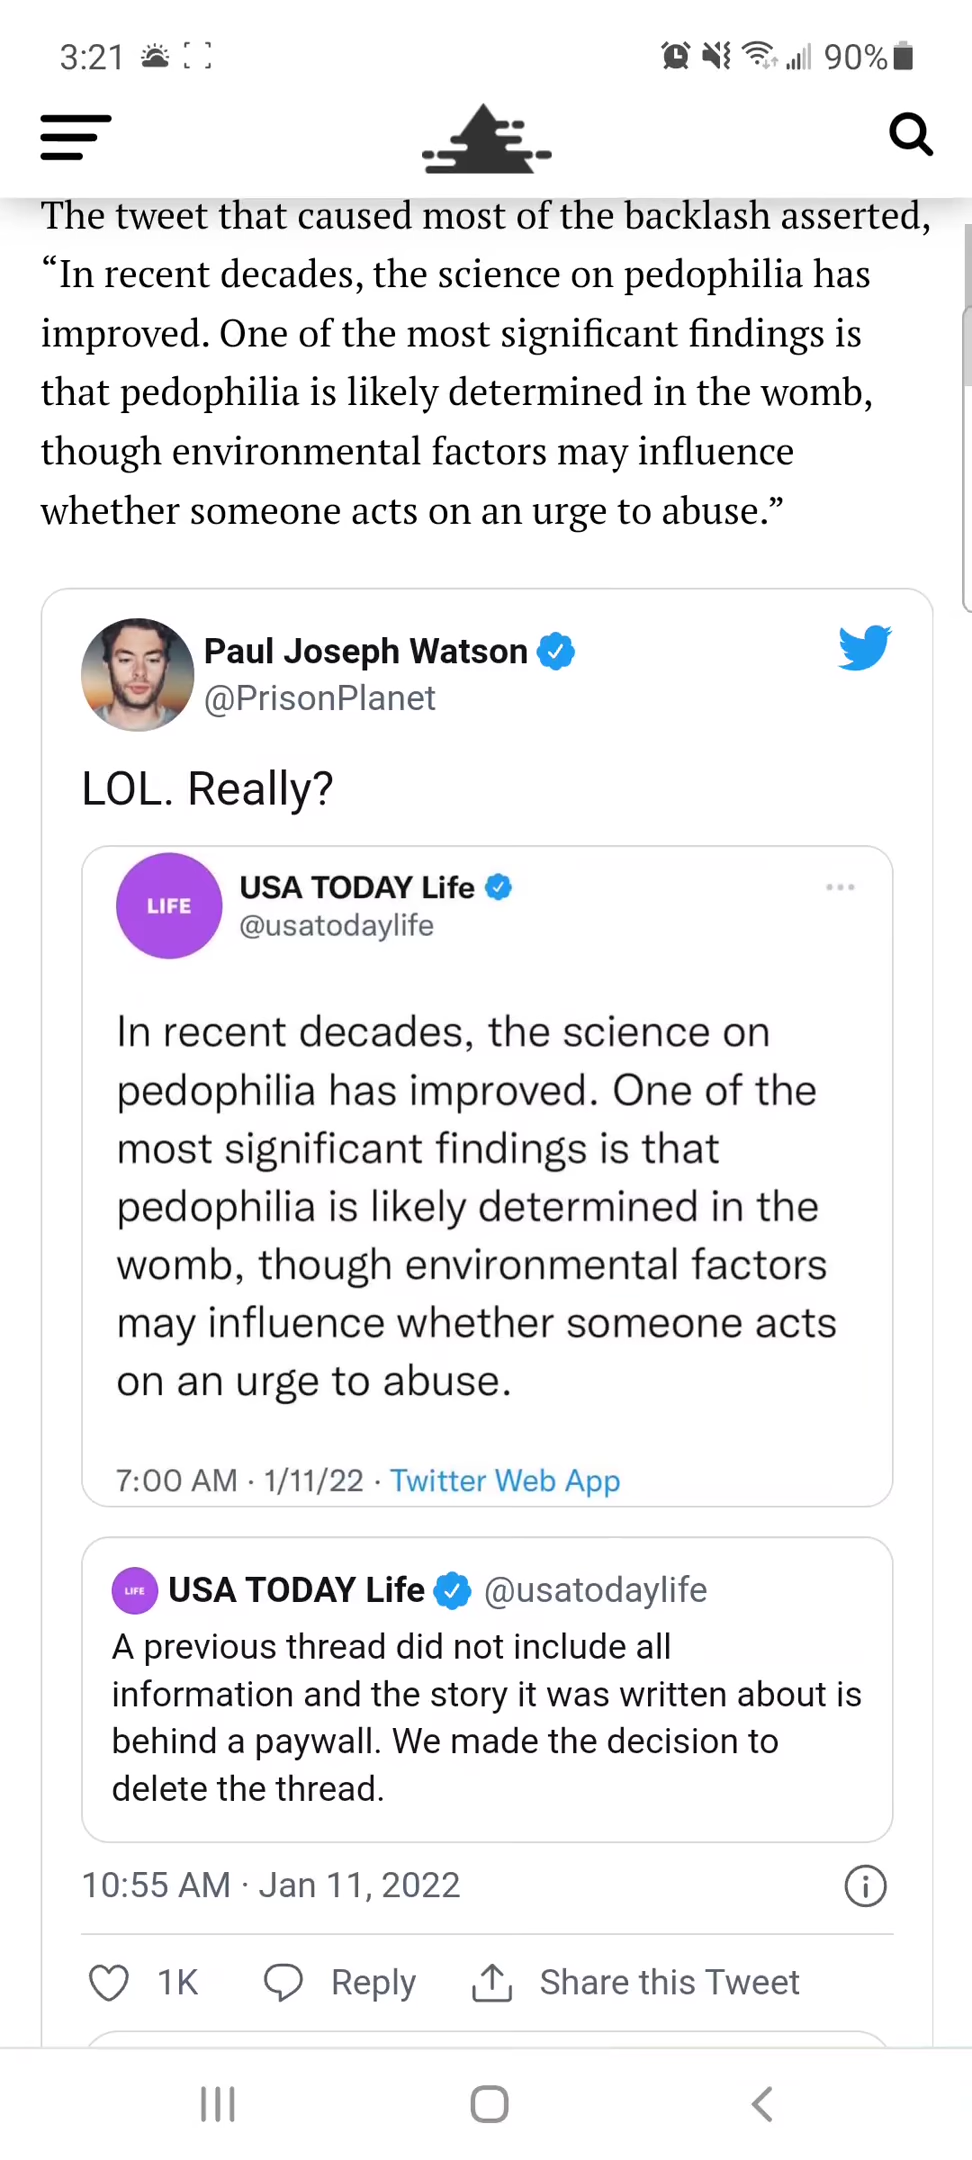 3:21
90%
The tweet that caused most of the backlash asserted,
“In recent decades, the science on pedophilia has
improved. One of the most significant findings is
that pedophilia is likely determined in the womb,
though environmental factors may influence
whether someone acts on an urge to abuse.”
Paul Joseph Watson
@PrisonPlanet
LOL. Really?
LIFE
USA TODAY Life
@usatodaylife
In recent decades, the science on
pedophilia has improved. One of the
most significant findings is that
pedophilia is likely determined in the
womb, though environmental factors
may influence whether someone acts
on an urge to abuse.
7:00 AM · 1/11/22 · Twitter Web App
LIFE USA TODAY Life @usatodaylife
A previous thread did not include all
information and the story it was written about is
behind a paywall. We made the decision to
delete the thread.
10:55 AM · Jan 11, 2022
1K Reply Share this Tweet